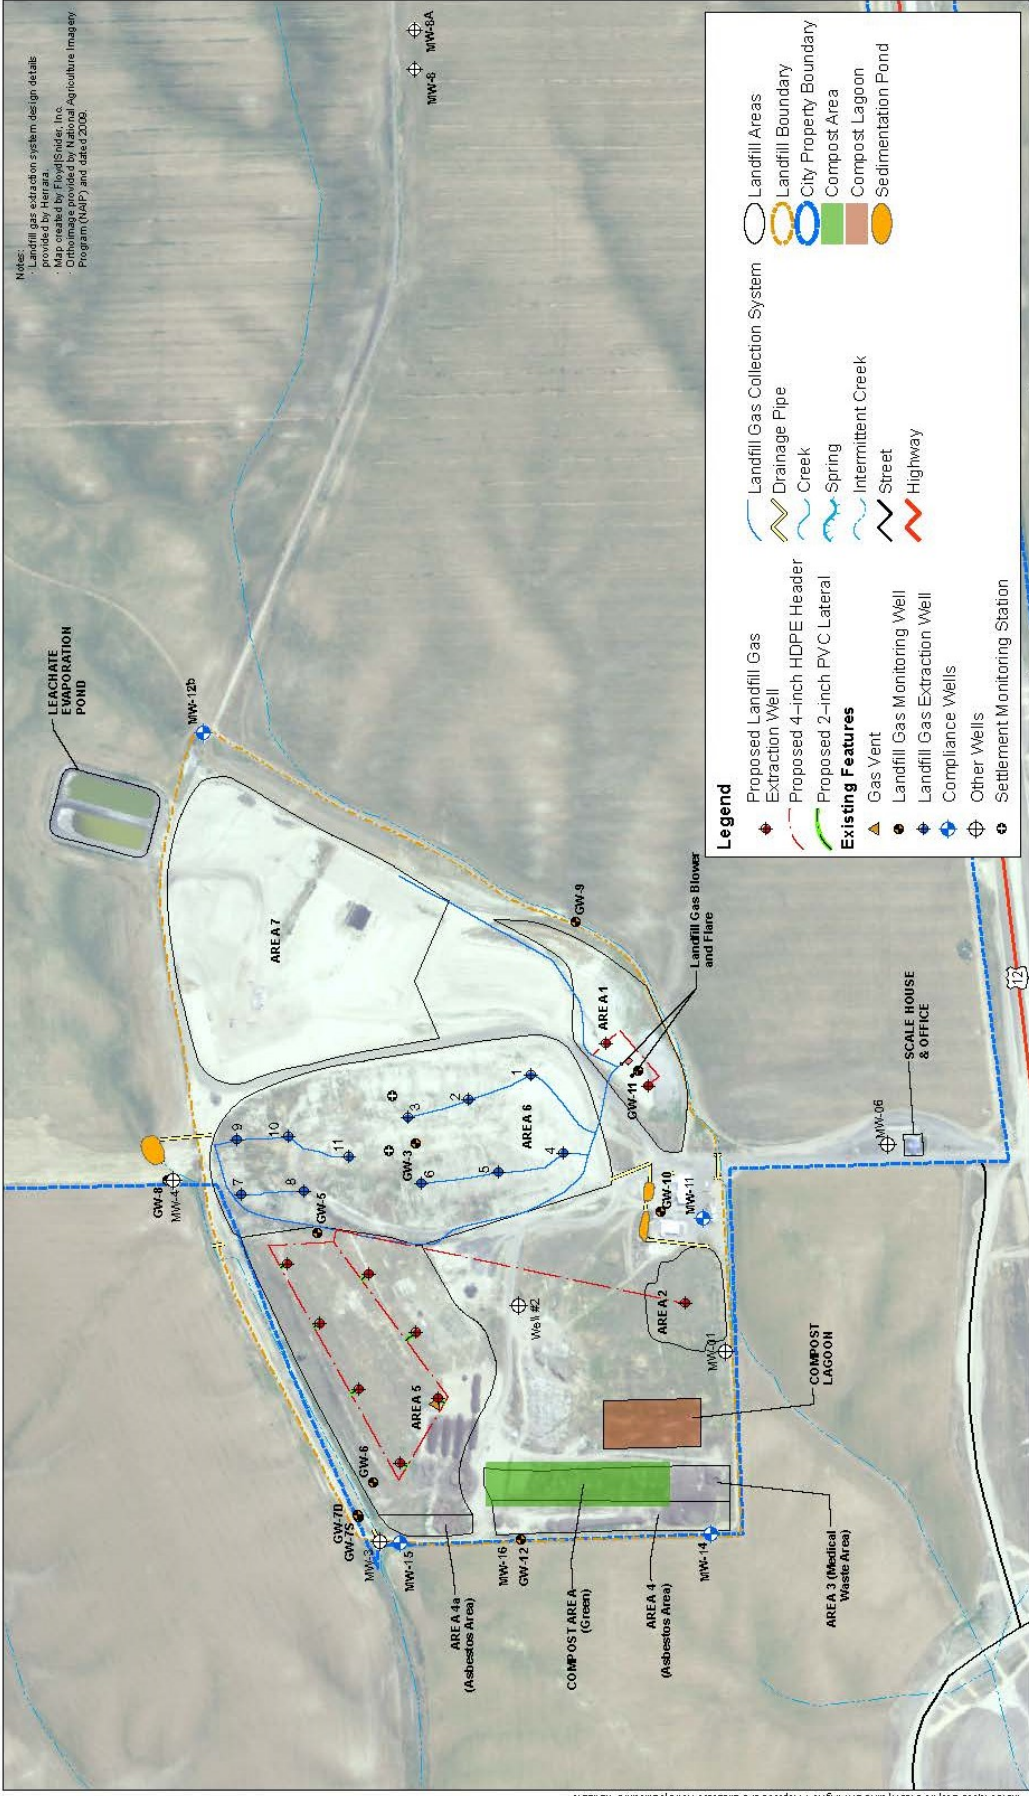 Notes:
· Landfill gas extraction system design details
provided by Herrara.
· Map created by Floyd|Snider, Inc.
· Orthoimage provided by National Agriculture Imagery
Program (NAIP) and dated 2009.
LEACHATE
EVAPORATION
POND
MW-8
MW-8A
MW-12b
GW-8
MW-4
AREA 7
9
10
11
7
8
GW-5
3
2
1
GW-3
6
5
4
AREA 6
GW-9
AREA 1
GW-11
Landfill Gas Blower
and Flare
GW-10
MW-11
AREA 2
MW-06
SCALE HOUSE
& OFFICE
12
Well #2
AREA 5
GW-6
GW-7D
GW-7S
MW-3
MW-15
MW-16
GW-12
MW-14
COMPOST
LAGOON
AREA 4a
(Asbestos Area)
COMPOST AREA
(Green)
AREA 4
(Asbestos Area)
AREA 3 (Medical
Waste Area)
Legend
Proposed Landfill Gas
Extraction Well
Proposed 4-inch HDPE Header
Proposed 2-inch PVC Lateral
Existing Features
Gas Vent
Landfill Gas Monitoring Well
Landfill Gas Extraction Well
Compliance Wells
Other Wells
Settlement Monitoring Station
Landfill Gas Collection System
Drainage Pipe
Creek
Spring
Intermittent Creek
Street
Highway
Landfill Areas
Landfill Boundary
City Property Boundary
Compost Area
Compost Lagoon
Sedimentation Pond